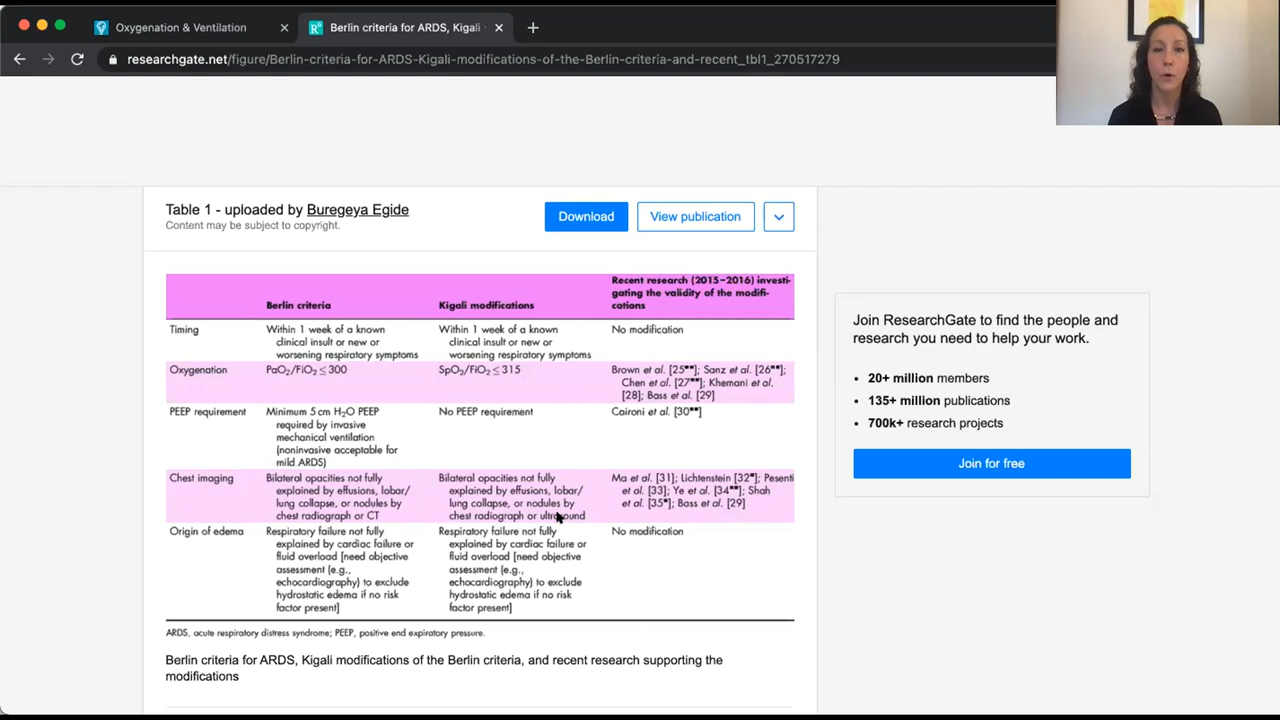 Oxygenation & Ventilation
Berlin criteria for ARDS, Kigali
researchgate.net/figure/Berlin-criteria-for-ARDS-Kigali-modifications-of-the-Berlin-criteria-and-recent_tbl1_270517279
Table 1 - uploaded by Buregeya Egide
Content may be subject to copyright.
Download
View publication
Berlin criteria
Kigali modifications
Recent research (2015–2016) investi-
gating the validity of the modifi-
cations
Timing
Within 1 week of a known
clinical insult or new or
worsening respiratory symptoms
Within 1 week of a known
clinical insult or new or
worsening respiratory symptoms
No modification
Oxygenation
PaO₂/FiO₂ ≤ 300
SpO₂/FiO₂ ≤ 315
Brown et al. [25▪▪]; Sanz et al. [26▪▪];
Chen et al. [27▪▪]; Khemani et al.
[28]; Bass et al. [29]
PEEP requirement
Minimum 5 cm H₂O PEEP
required by invasive
mechanical ventilation
(noninvasive acceptable for
mild ARDS)
No PEEP requirement
Caironi et al. [30▪▪]
Chest imaging
Bilateral opacities not fully
explained by effusions, lobar/
lung collapse, or nodules by
chest radiograph or CT
Bilateral opacities not fully
explained by effusions, lobar/
lung collapse, or nodules by
chest radiograph or ultrasound
Ma et al. [31]; Lichtenstein [32▪]; Pesenti
et al. [33]; Ye et al. [34▪▪]; Shah
et al. [35▪]; Bass et al. [29]
Origin of edema
Respiratory failure not fully
explained by cardiac failure or
fluid overload [need objective
assessment (e.g.,
echocardiography) to exclude
hydrostatic edema if no risk
factor present]
Respiratory failure not fully
explained by cardiac failure or
fluid overload [need objective
assessment (e.g.,
echocardiography) to exclude
hydrostatic edema if no risk
factor present]
No modification
ARDS, acute respiratory distress syndrome; PEEP, positive end expiratory pressure.
Berlin criteria for ARDS, Kigali modifications of the Berlin criteria, and recent research supporting the
modifications
Join ResearchGate to find the people and
research you need to help your work.
20+ million members
135+ million publications
700k+ research projects
Join for free